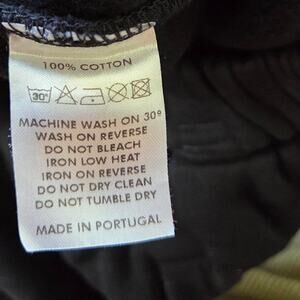 100% COTTON
30°
MACHINE WASH ON 30°
WASH ON REVERSE
DO NOT BLEACH
IRON LOW HEAT
IRON ON REVERSE
DO NOT DRY CLEAN
DO NOT TUMBLE DRY
MADE IN PORTUGAL